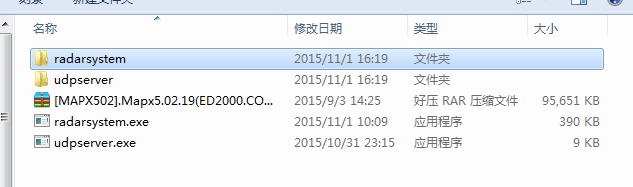 名称 修改日期 类型 大小
radarsystem 2015/11/1 16:19 文件夹
udpserver 2015/11/1 16:19 文件夹
[MAPX502].Mapx5.02.19(ED2000.CO... 2015/9/3 14:25 好压 RAR 压缩文件 95,651 KB
radarsystem.exe 2015/11/1 10:09 应用程序 390 KB
udpserver.exe 2015/10/31 23:15 应用程序 9 KB